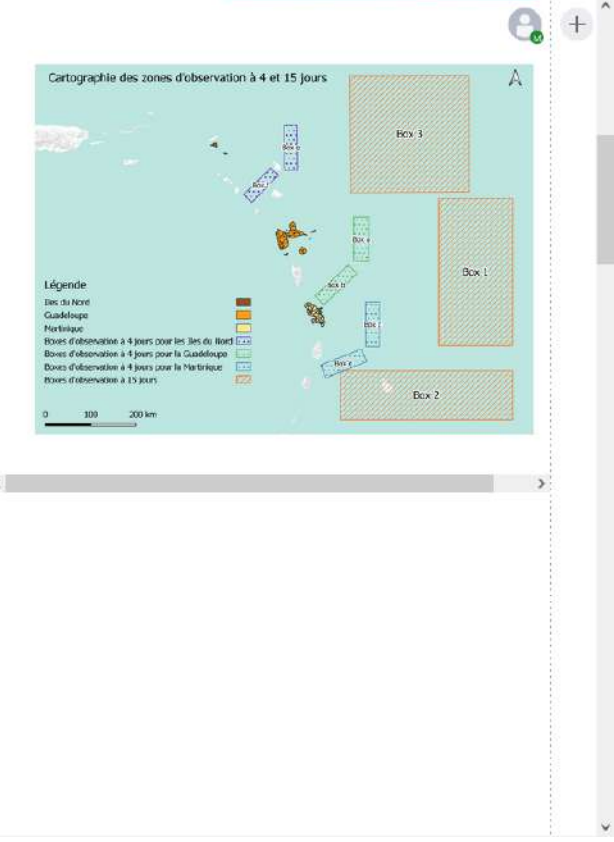 Cartographie des zones d'observation à 4 et 15 jours
Box 3
Box 1
Box 2
Légende
Iles du Nord
Guadeloupe
Martinique
Boxes d'observation à 4 jours pour les Iles du Nord
Boxes d'observation à 4 jours pour la Guadeloupe
Boxes d'observation à 4 jours pour la Martinique
Boxes d'observation à 15 jours
0 100 200 km